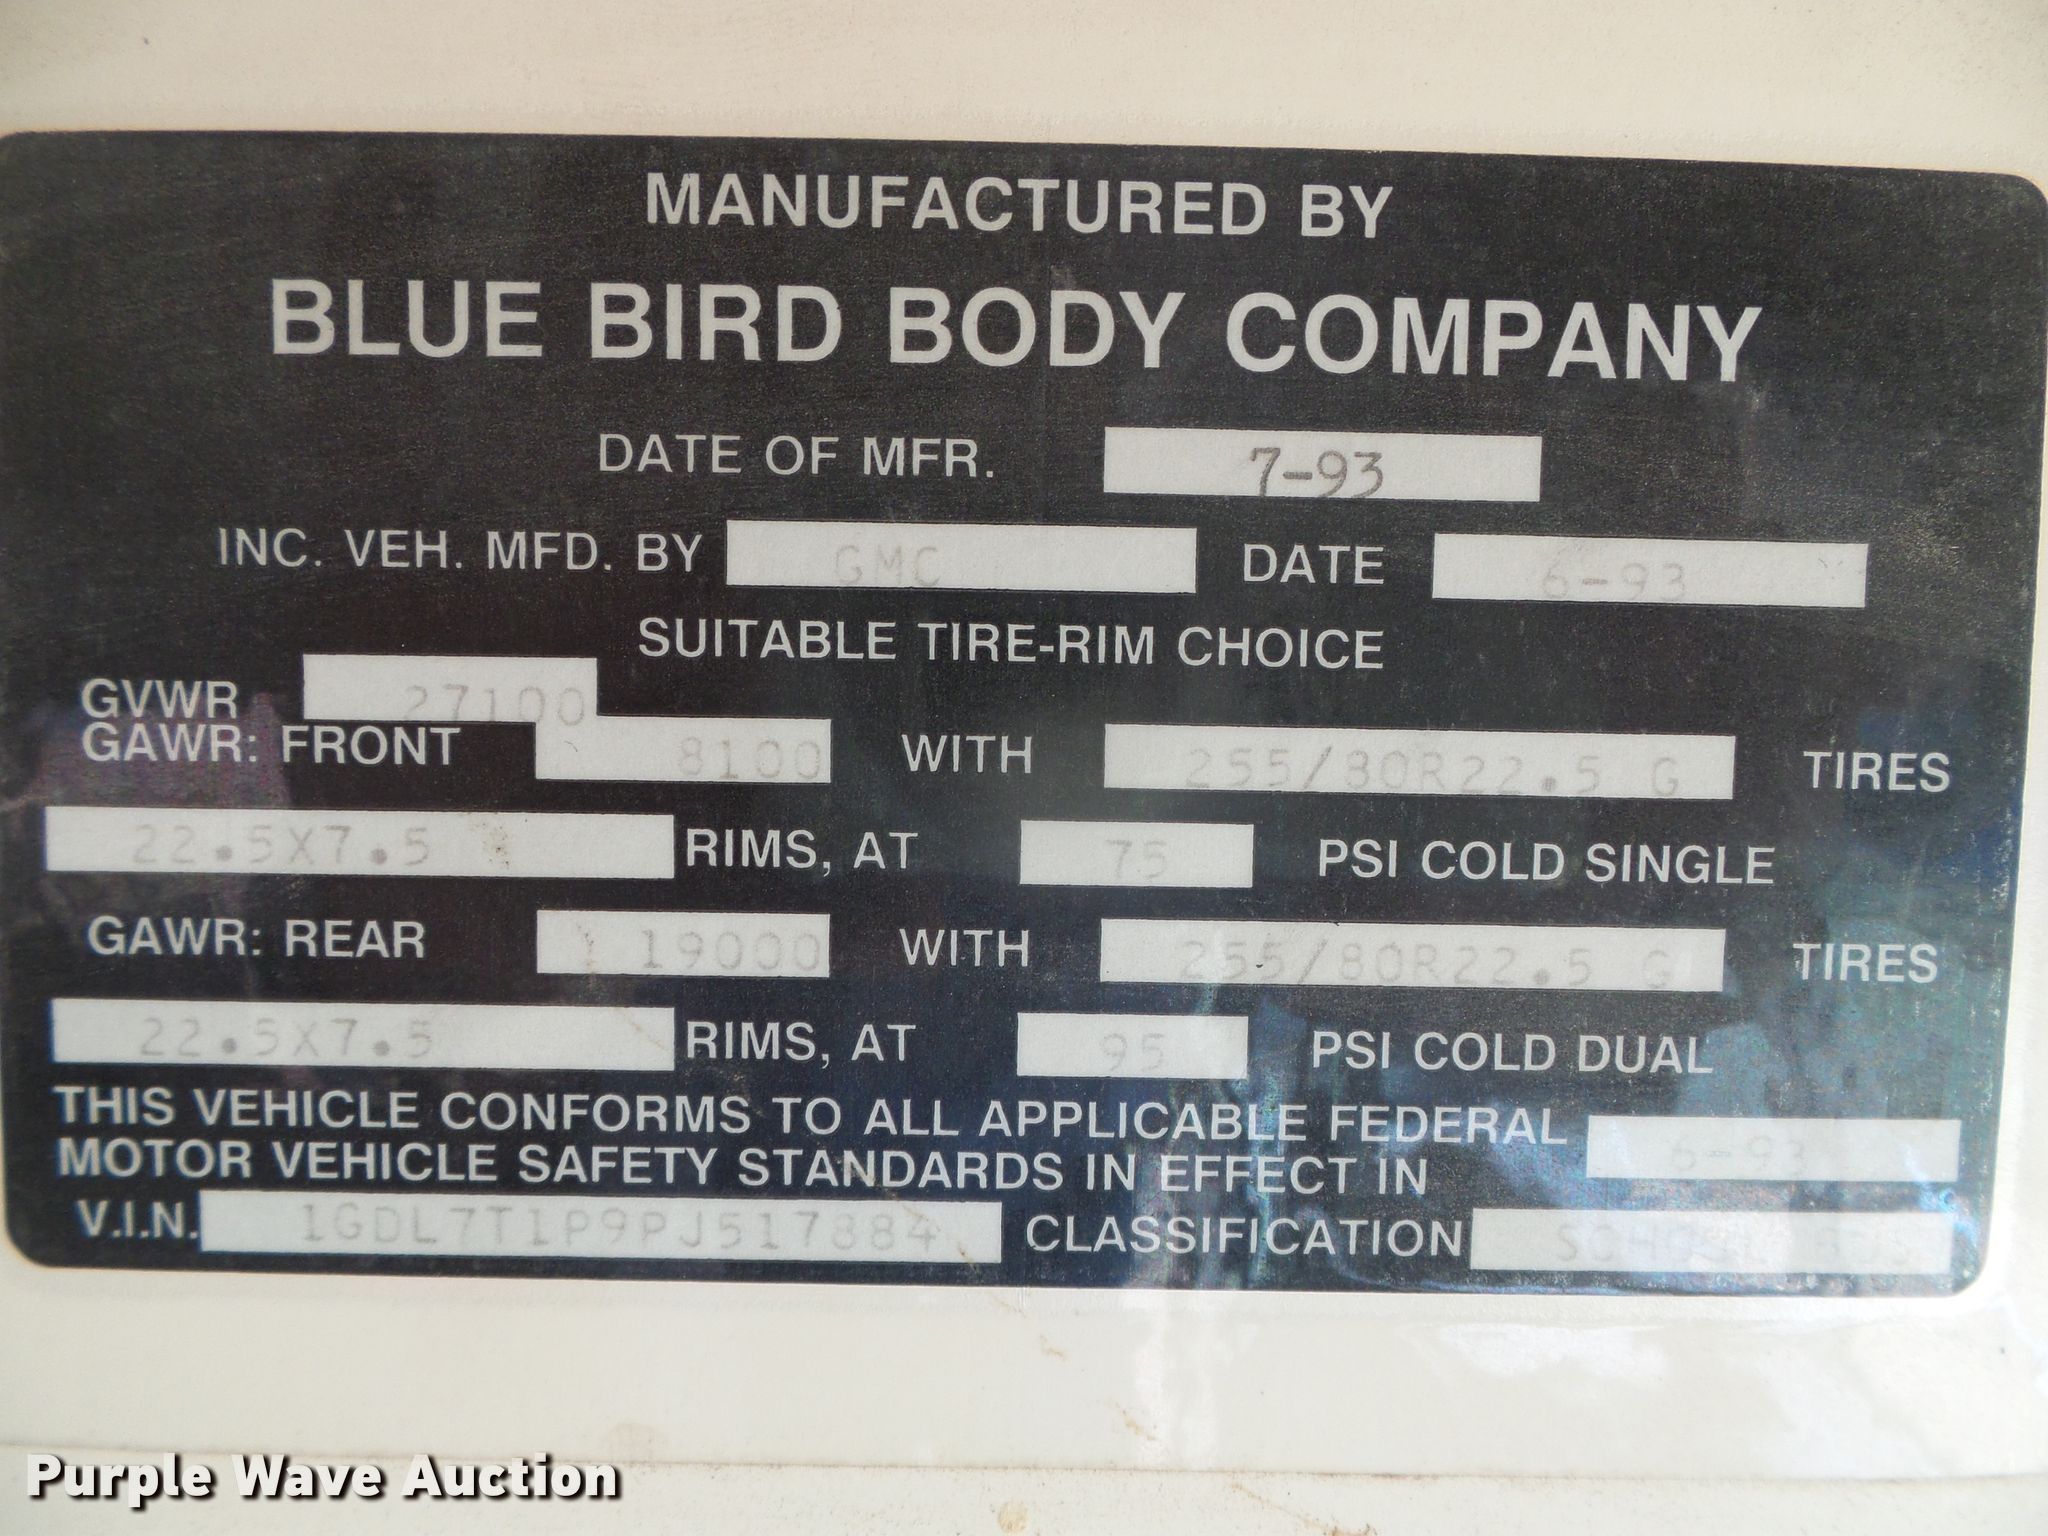 MANUFACTURED BY
BLUE BIRD BODY COMPANY
DATE OF MFR. 7-93
INC. VEH. MFD. BY GMC DATE 6-93
SUITABLE TIRE-RIM CHOICE
GVWR 27100
GAWR: FRONT 8100 WITH 255/80R22.5 G TIRES
22.5X7.5 RIMS, AT 75 PSI COLD SINGLE
GAWR: REAR 19000 WITH 255/80R22.5 G TIRES
22.5X7.5 RIMS, AT 95 PSI COLD DUAL
THIS VEHICLE CONFORMS TO ALL APPLICABLE FEDERAL
MOTOR VEHICLE SAFETY STANDARDS IN EFFECT IN 6-93
V.I.N. 1GDL7T1P9PJ517884 CLASSIFICATION SCHOOL BUS
Purple Wave Auction